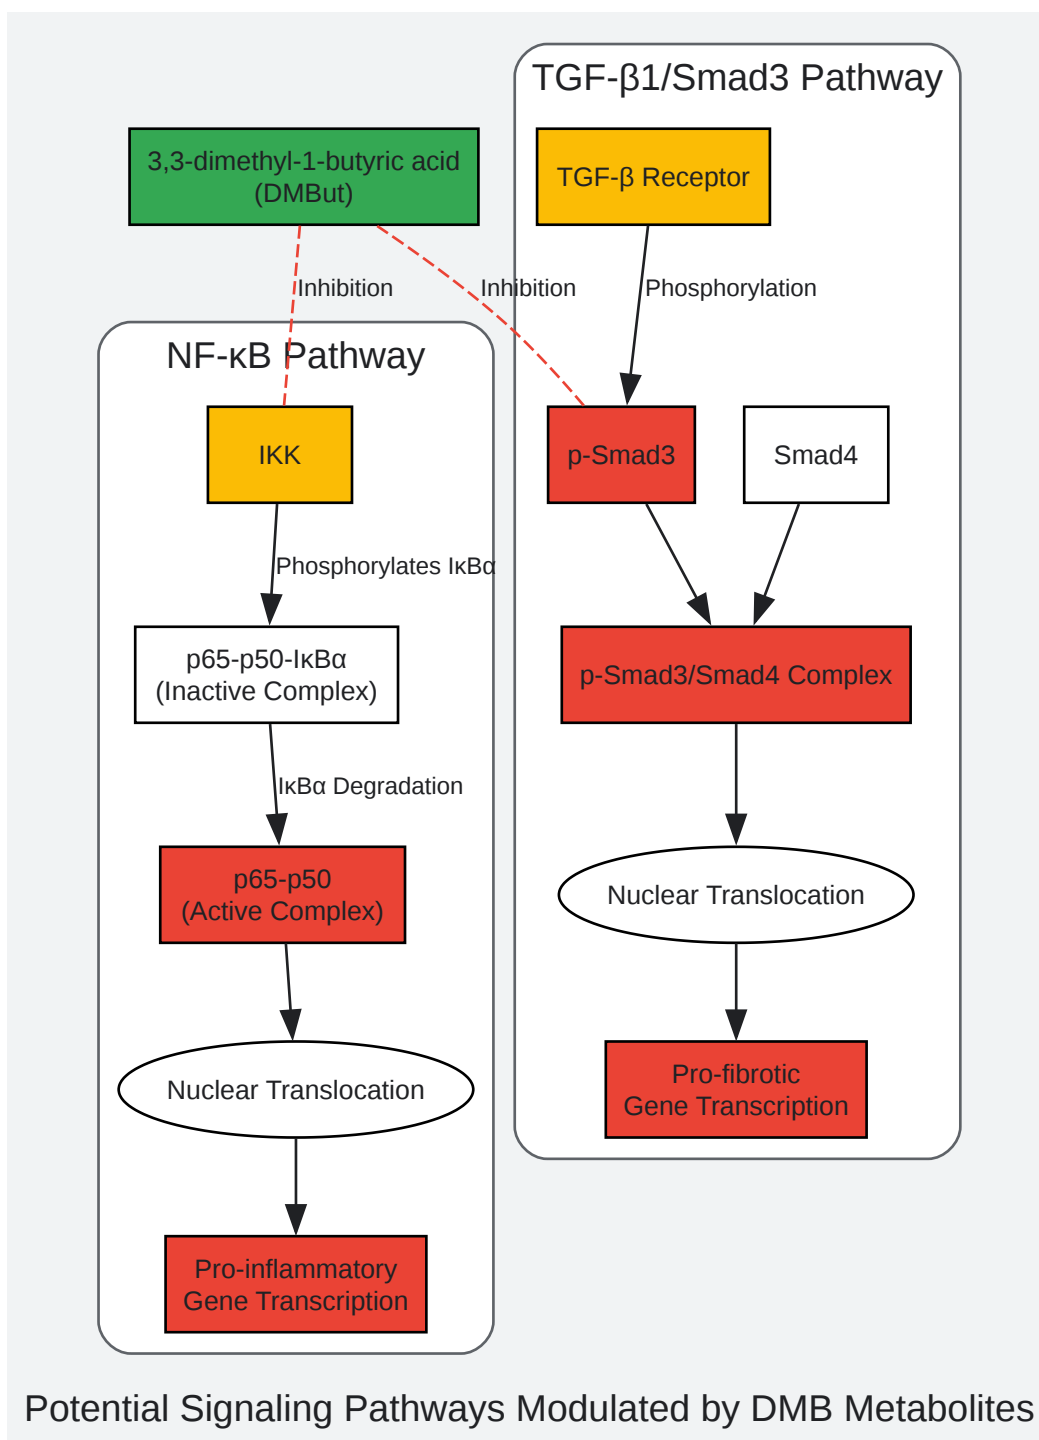 TGF-β1/Smad3 Pathway
3,3-dimethyl-1-butyric acid
(DMBut)
TGF-β Receptor
Inhibition
Inhibition
Phosphorylation
NF-κB Pathway
IKK
p-Smad3
Smad4
Phosphorylates IκBα
p65-p50-IκBα
(Inactive Complex)
p-Smad3/Smad4 Complex
IκBα Degradation
p65-p50
(Active Complex)
Nuclear Translocation
Nuclear Translocation
Pro-fibrotic
Gene Transcription
Pro-inflammatory
Gene Transcription
Potential Signaling Pathways Modulated by DMB Metabolites